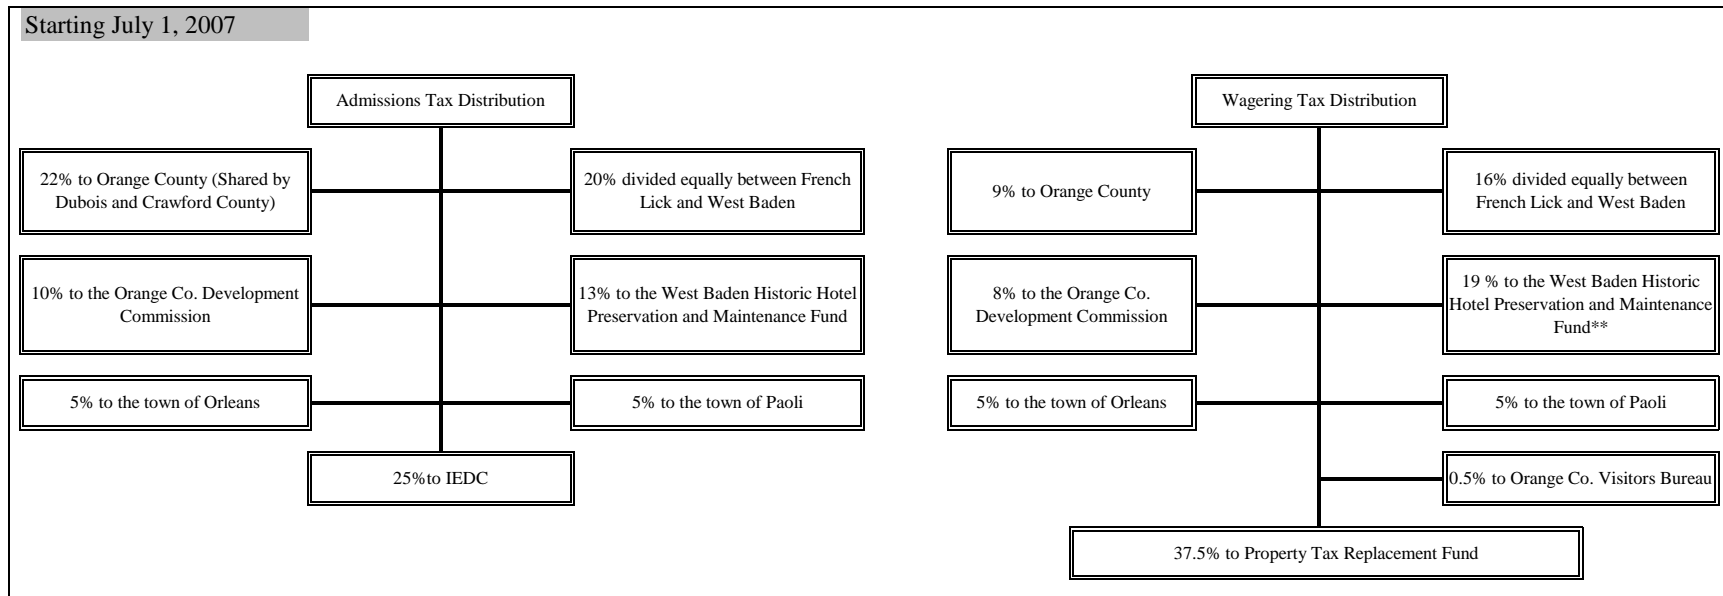 Starting July 1, 2007
Admissions Tax Distribution
22% to Orange County (Shared by
Dubois and Crawford County)
20% divided equally between French
Lick and West Baden
10% to the Orange Co. Development
Commission
13% to the West Baden Historic Hotel
Preservation and Maintenance Fund
5% to the town of Orleans
5% to the town of Paoli
25%to IEDC
Wagering Tax Distribution
9% to Orange County
16% divided equally between
French Lick and West Baden
8% to the Orange Co.
Development Commission
19 % to the West Baden Historic
Hotel Preservation and Maintenance
Fund**
5% to the town of Orleans
5% to the town of Paoli
0.5% to Orange Co. Visitors Bureau
37.5% to Property Tax Replacement Fund